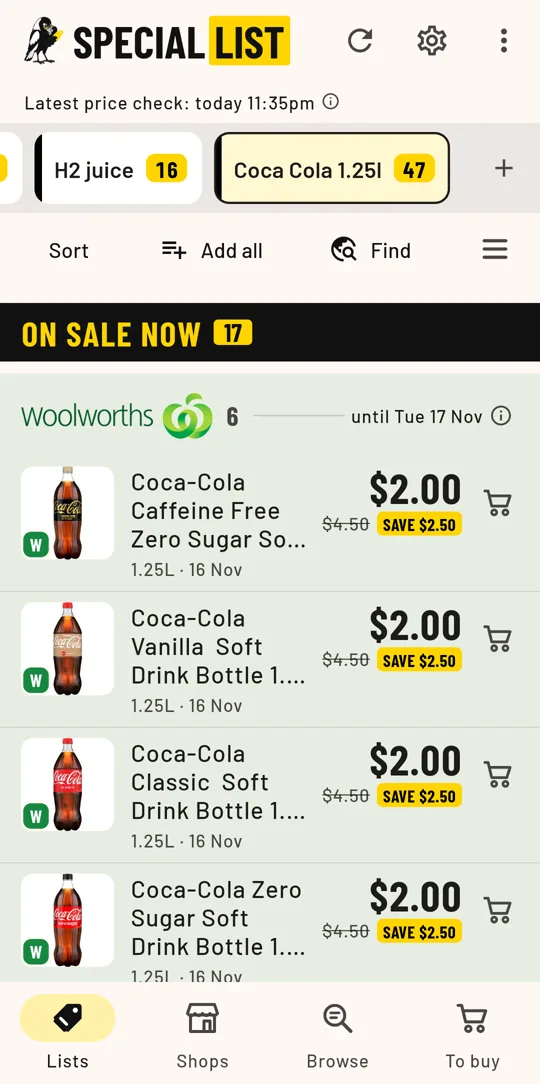 SPECIAL LIST
Latest price check: today 11:35pm
H2 juice 16
Coca Cola 1.25l 47
Sort
Add all
Find
ON SALE NOW 17
Woolworths 6 until Tue 17 Nov
Coca-Cola
Caffeine Free
Zero Sugar So...
1.25L · 16 Nov
$2.00
$4.50 SAVE $2.50
W
Coca-Cola
Vanilla Soft
Drink Bottle 1....
1.25L · 16 Nov
$2.00
$4.50 SAVE $2.50
W
Coca-Cola
Classic Soft
Drink Bottle 1....
1.25L · 16 Nov
$2.00
$4.50 SAVE $2.50
W
Coca-Cola Zero
Sugar Soft
Drink Bottle 1....
1.25L · 16 Nov
$2.00
$4.50 SAVE $2.50
W
Lists
Shops
Browse
To buy